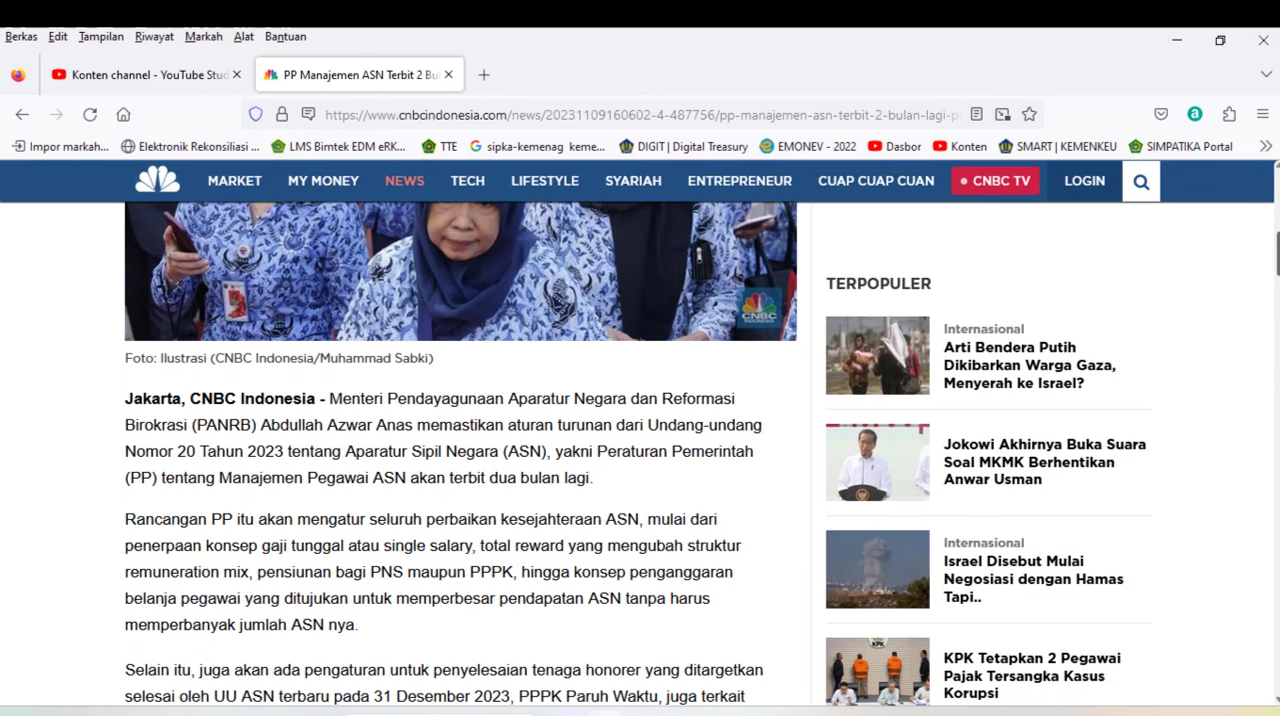 Berkas Edit Tampilan Riwayat Markah Alat Bantuan
Konten channel - YouTube Stud
PP Manajemen ASN Terbit 2 Bul
https://www.cnbcindonesia.com/news/20231109160602-4-487756/pp-manajemen-asn-terbit-2-bulan-lagi-p
Impor markah... Elektronik Rekonsiliasi ... LMS Bimtek EDM eRK... TTE sipka-kemenag keme... DIGIT | Digital Treasury EMONEV - 2022 Dasbor Konten SMART | KEMENKEU SIMPATIKA Portal
MARKET MY MONEY NEWS TECH LIFESTYLE SYARIAH ENTREPRENEUR CUAP CUAP CUAN CNBC TV LOGIN
CNBC
INDONESIA
Foto: Ilustrasi (CNBC Indonesia/Muhammad Sabki)
Jakarta, CNBC Indonesia - Menteri Pendayagunaan Aparatur Negara dan Reformasi
Birokrasi (PANRB) Abdullah Azwar Anas memastikan aturan turunan dari Undang-undang
Nomor 20 Tahun 2023 tentang Aparatur Sipil Negara (ASN), yakni Peraturan Pemerintah
(PP) tentang Manajemen Pegawai ASN akan terbit dua bulan lagi.
Rancangan PP itu akan mengatur seluruh perbaikan kesejahteraan ASN, mulai dari
penerpaan konsep gaji tunggal atau single salary, total reward yang mengubah struktur
remuneration mix, pensiunan bagi PNS maupun PPPK, hingga konsep penganggaran
belanja pegawai yang ditujukan untuk memperbesar pendapatan ASN tanpa harus
memperbanyak jumlah ASN nya.
Selain itu, juga akan ada pengaturan untuk penyelesaian tenaga honorer yang ditargetkan
selesai oleh UU ASN terbaru pada 31 Desember 2023, PPPK Paruh Waktu, juga terkait
TERPOPULER
Internasional
Arti Bendera Putih
Dikibarkan Warga Gaza,
Menyerah ke Israel?
Jokowi Akhirnya Buka Suara
Soal MKMK Berhentikan
Anwar Usman
Internasional
Israel Disebut Mulai
Negosiasi dengan Hamas
Tapi..
KPK
KPK Tetapkan 2 Pegawai
Pajak Tersangka Kasus
Korupsi